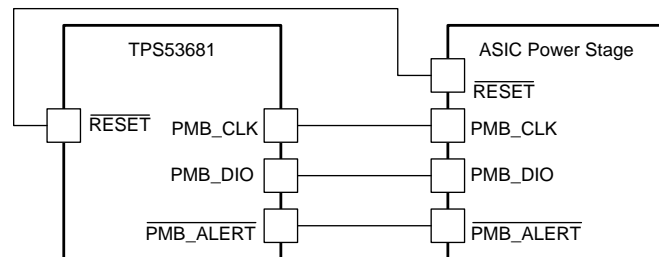 TPS53681
ASIC Power Stage
RESET
RESET
PMB_CLK
PMB_CLK
PMB_DIO
PMB_DIO
PMB_ALERT
PMB_ALERT